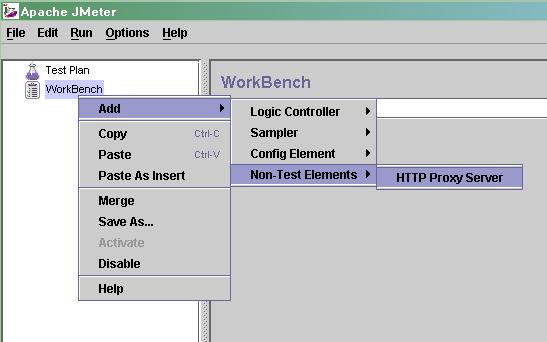 Apache JMeter
File Edit Run Options Help
Test Plan
WorkBench
WorkBench
Add
Copy Ctrl-C
Paste Ctrl-V
Paste As Insert
Merge
Save As...
Activate
Disable
Help
Logic Controller
Sampler
Config Element
Non-Test Elements
HTTP Proxy Server